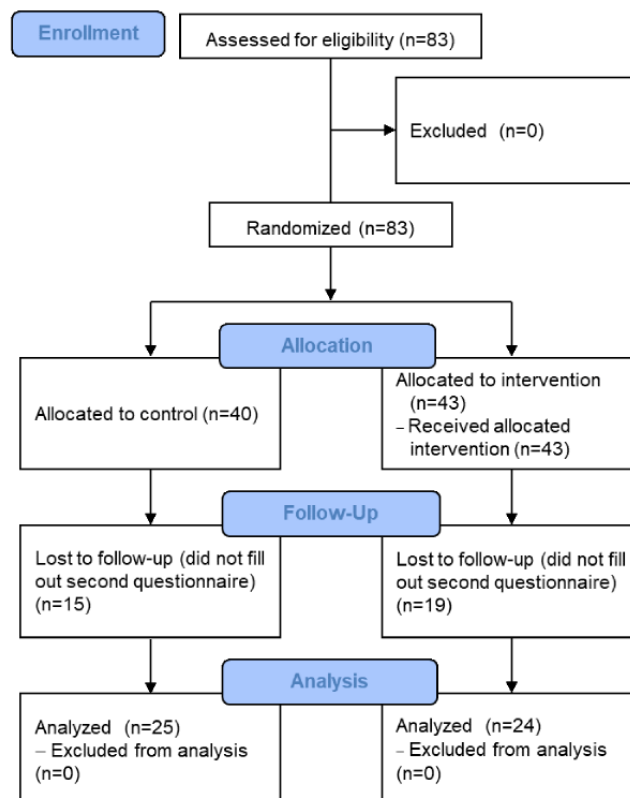 Enrollment
Assessed for eligibility (n=83)
Excluded (n=0)
Randomized (n=83)
Allocation
Allocated to control (n=40)
Allocated to intervention
(n=43)
– Received allocated
intervention (n=43)
Follow-Up
Lost to follow-up (did not fill
out second questionnaire)
(n=15)
Lost to follow-up (did not fill
out second questionnaire)
(n=19)
Analysis
Analyzed (n=25)
– Excluded from analysis
(n=0)
Analyzed (n=24)
– Excluded from analysis
(n=0)